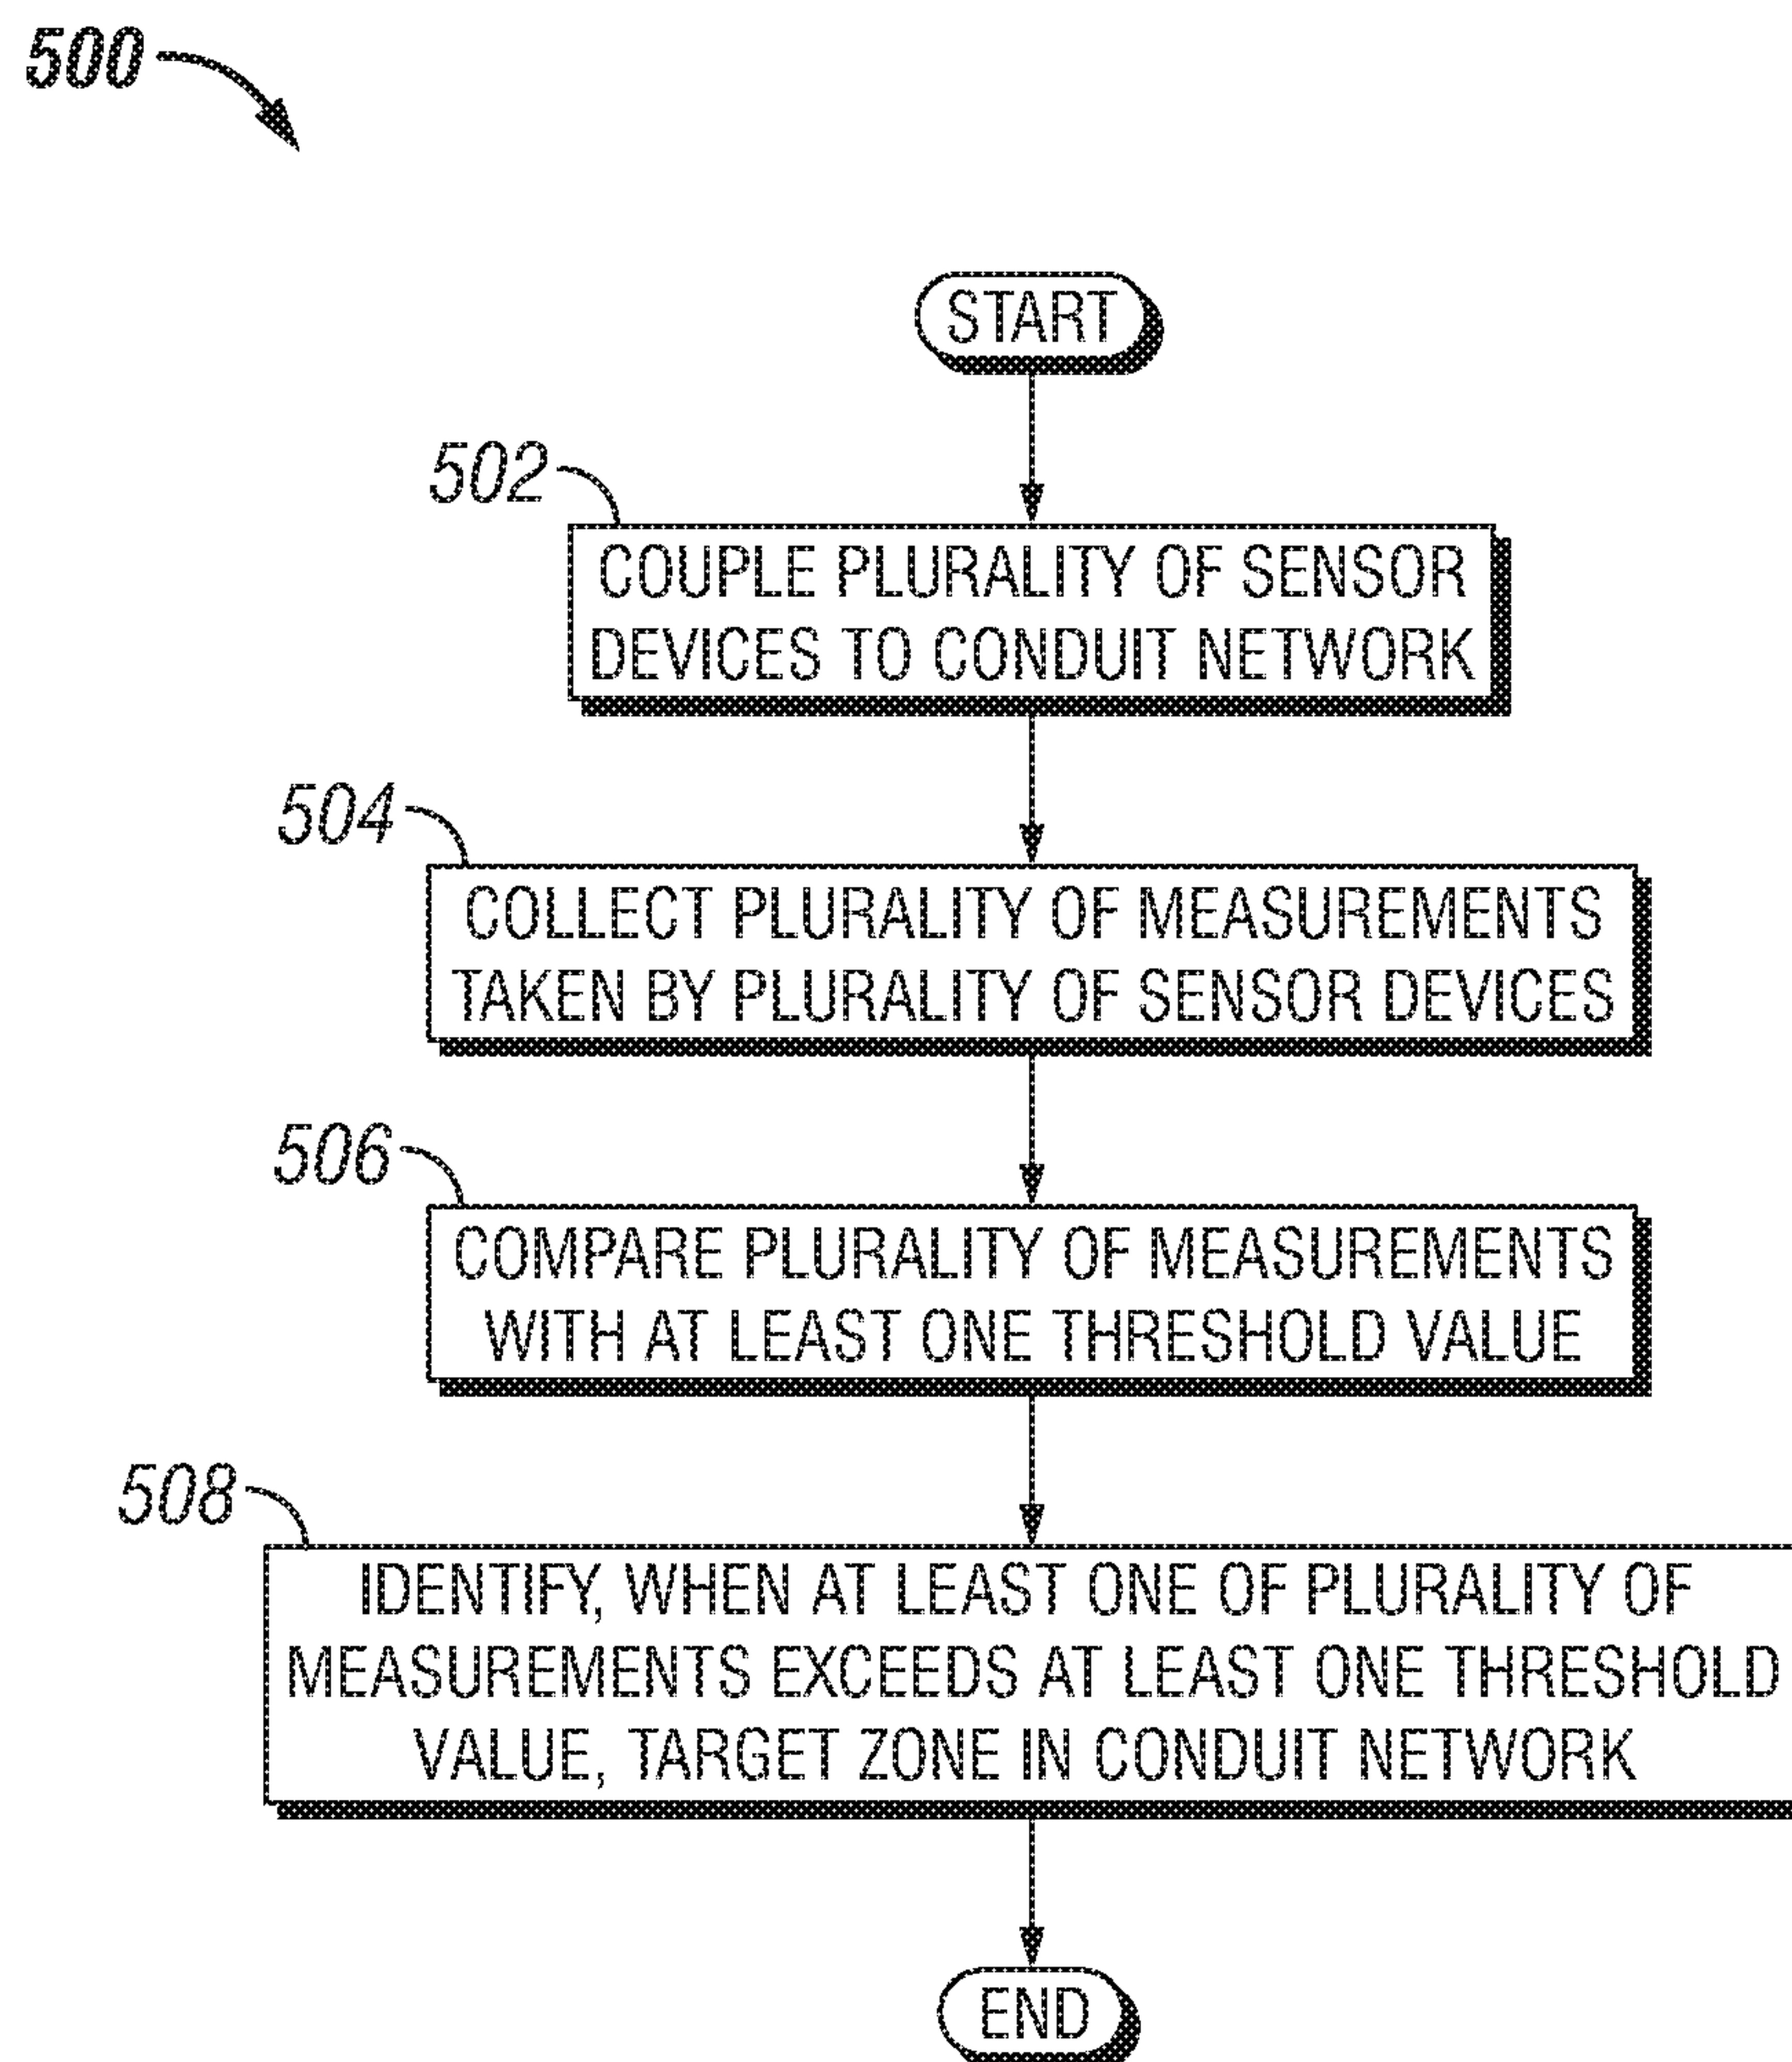 500
START
502
COUPLE PLURALITY OF SENSOR
DEVICES TO CONDUIT NETWORK
504
COLLECT PLURALITY OF MEASUREMENTS
TAKEN BY PLURALITY OF SENSOR DEVICES
506
COMPARE PLURALITY OF MEASUREMENTS
WITH AT LEAST ONE THRESHOLD VALUE
508
IDENTIFY, WHEN AT LEAST ONE OF PLURALITY OF
MEASUREMENTS EXCEEDS AT LEAST ONE THRESHOLD
VALUE, TARGET ZONE IN CONDUIT NETWORK
END